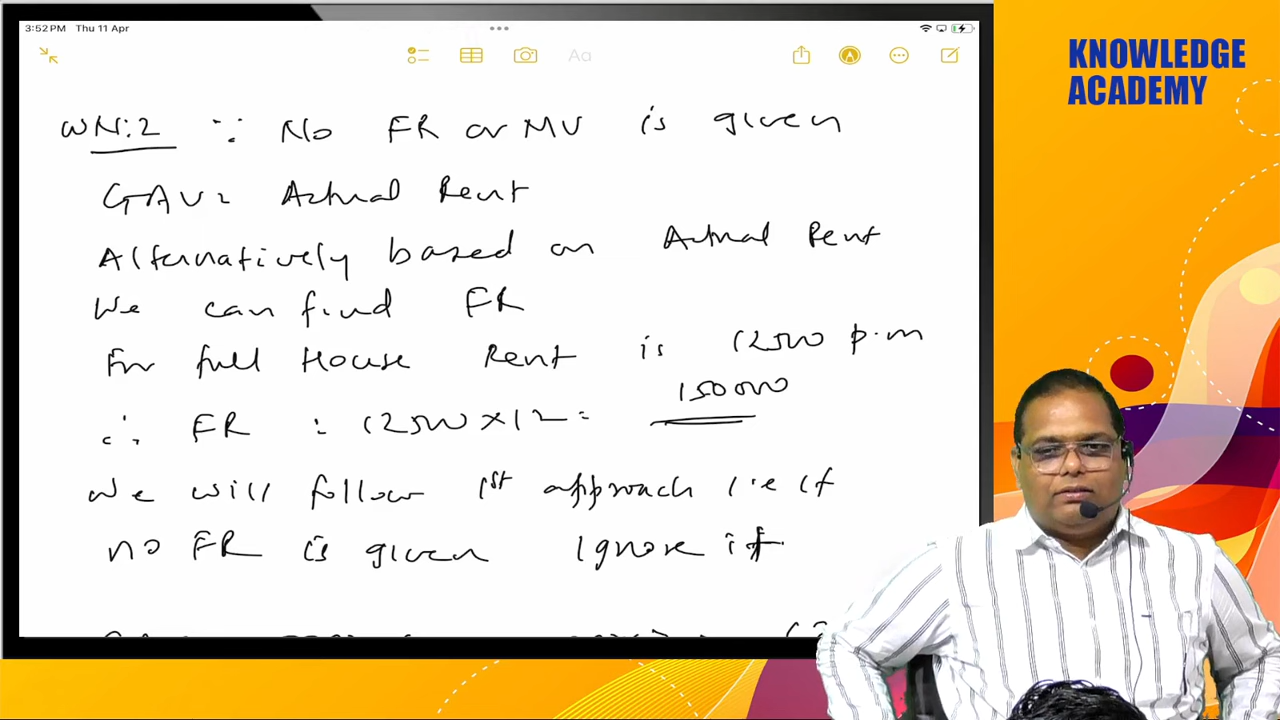 3:52 PM Thu 11 Apr
Aa
KNOWLEDGE
ACADEMY
WN:2 ∵ No FR or MV is given
GAV = Actual Rent
Alternatively based on Actual Rent
We can find FR
For full House Rent is 12500 p.m
∴ FR = 12500 × 12 = 150000
We will follow 1st approach i.e if
no FR is given ignore it